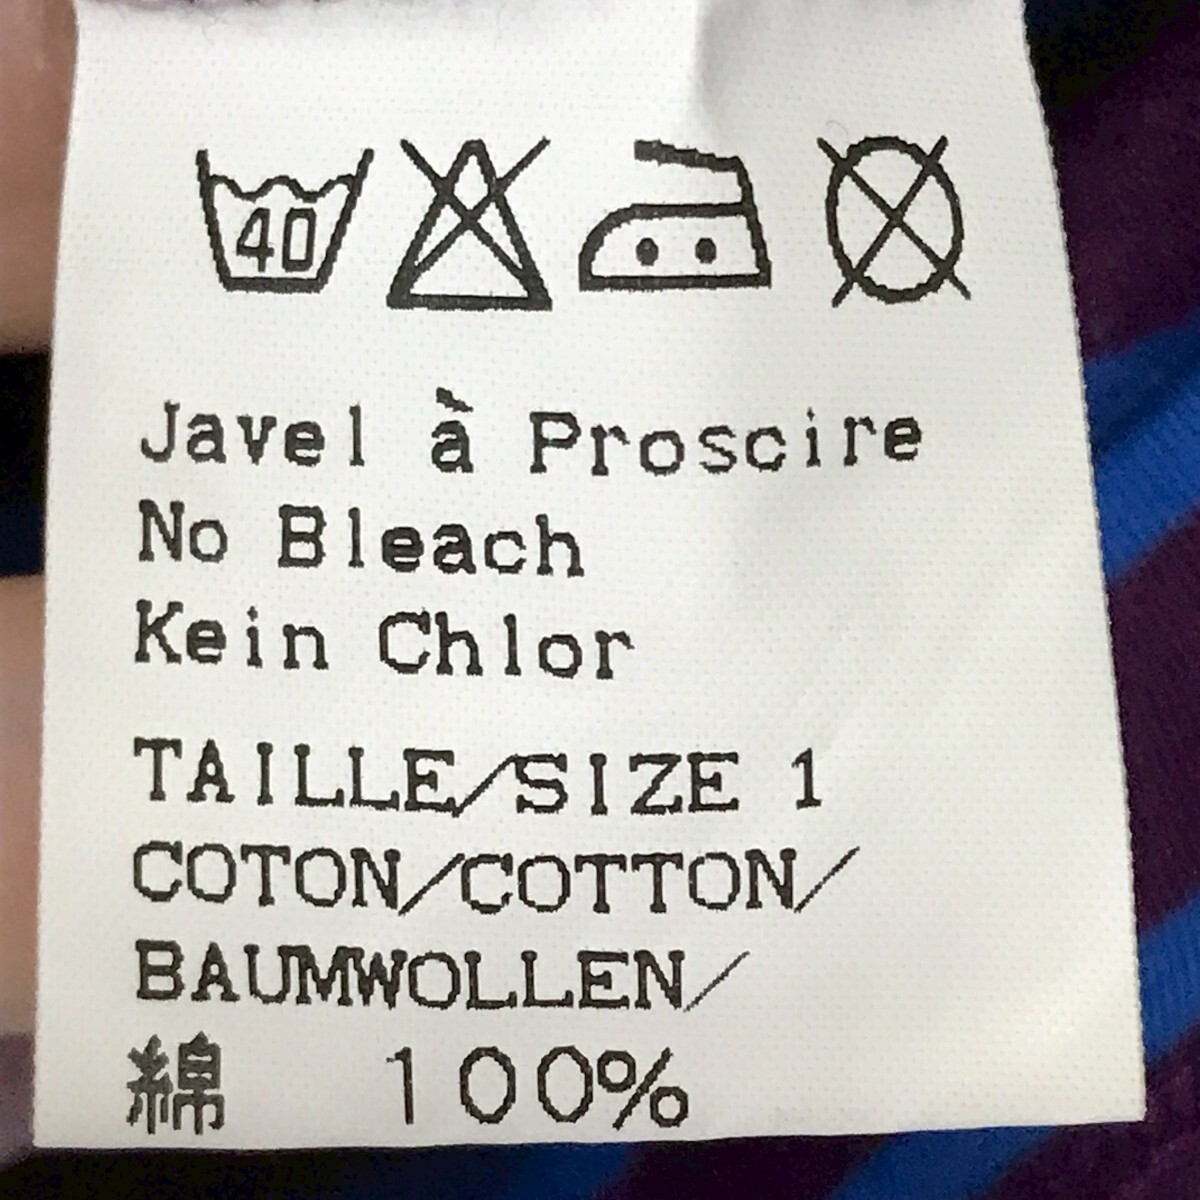 40
Javel à Proscire
No Bleach
Kein Chlor
TAILLE/SIZE 1
COTON/COTTON/
BAUMWOLLEN/
綿 100%